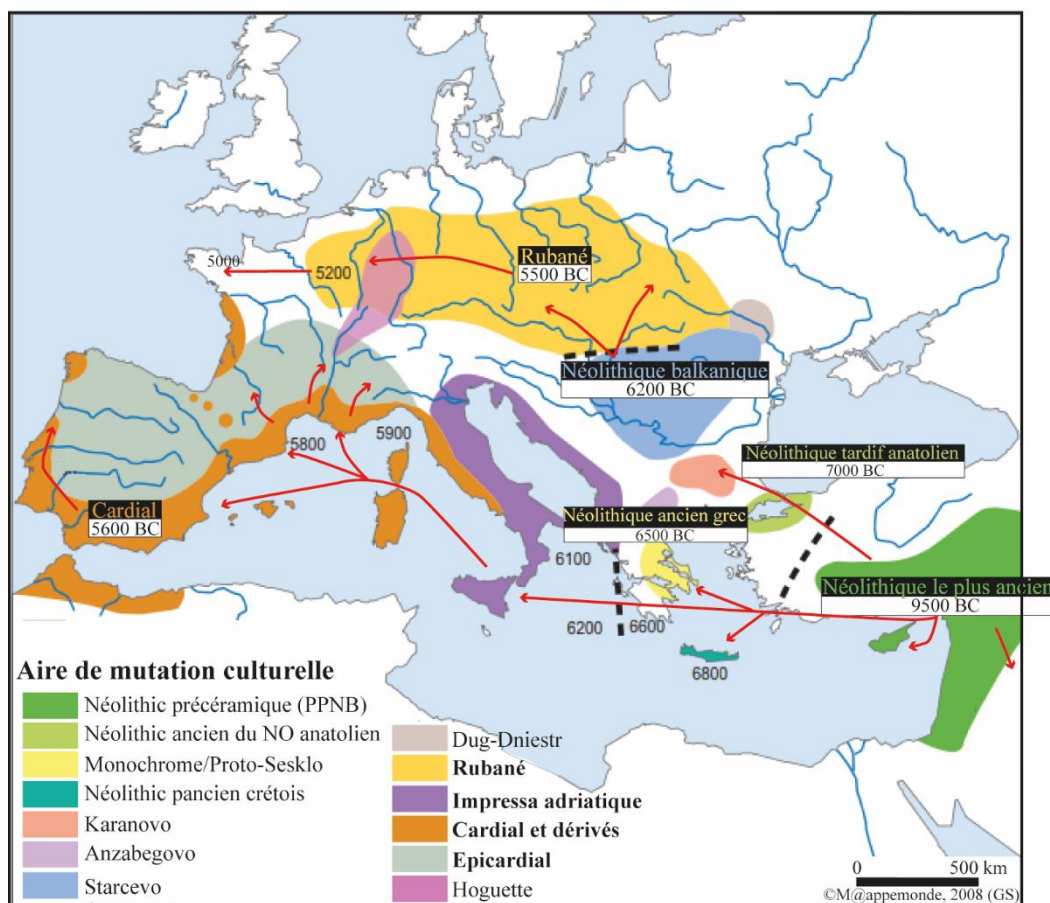 5000
5200
Rubané
5500 BC
Néolithique balkanique
6200 BC
5800
5900
Néolithique tardif anatolien
7000 BC
Cardial
5600 BC
Néolithique ancien grec
6500 BC
6100
Néolithique le plus ancien
9500 BC
6200
6600
6800
Aire de mutation culturelle
Néolithic précéramique (PPNB)
Néolithic ancien du NO anatolien
Monochrome/Proto-Sesklo
Néolithic pancien crétois
Karanovo
Anzabegovo
Starcevo
Dug-Dniestr
Rubané
Impressa adriatique
Cardial et dérivés
Epicardial
Hoguette
0 500 km
©M@appemonde, 2008 (GS)